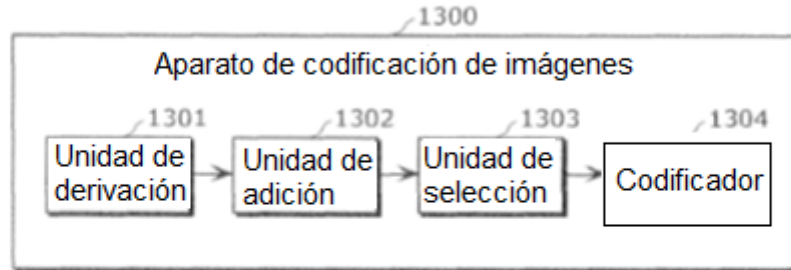 1300
Aparato de codificación de imágenes
1301 1302 1303 1304
Unidad de derivación
Unidad de adición
Unidad de selección
Codificador